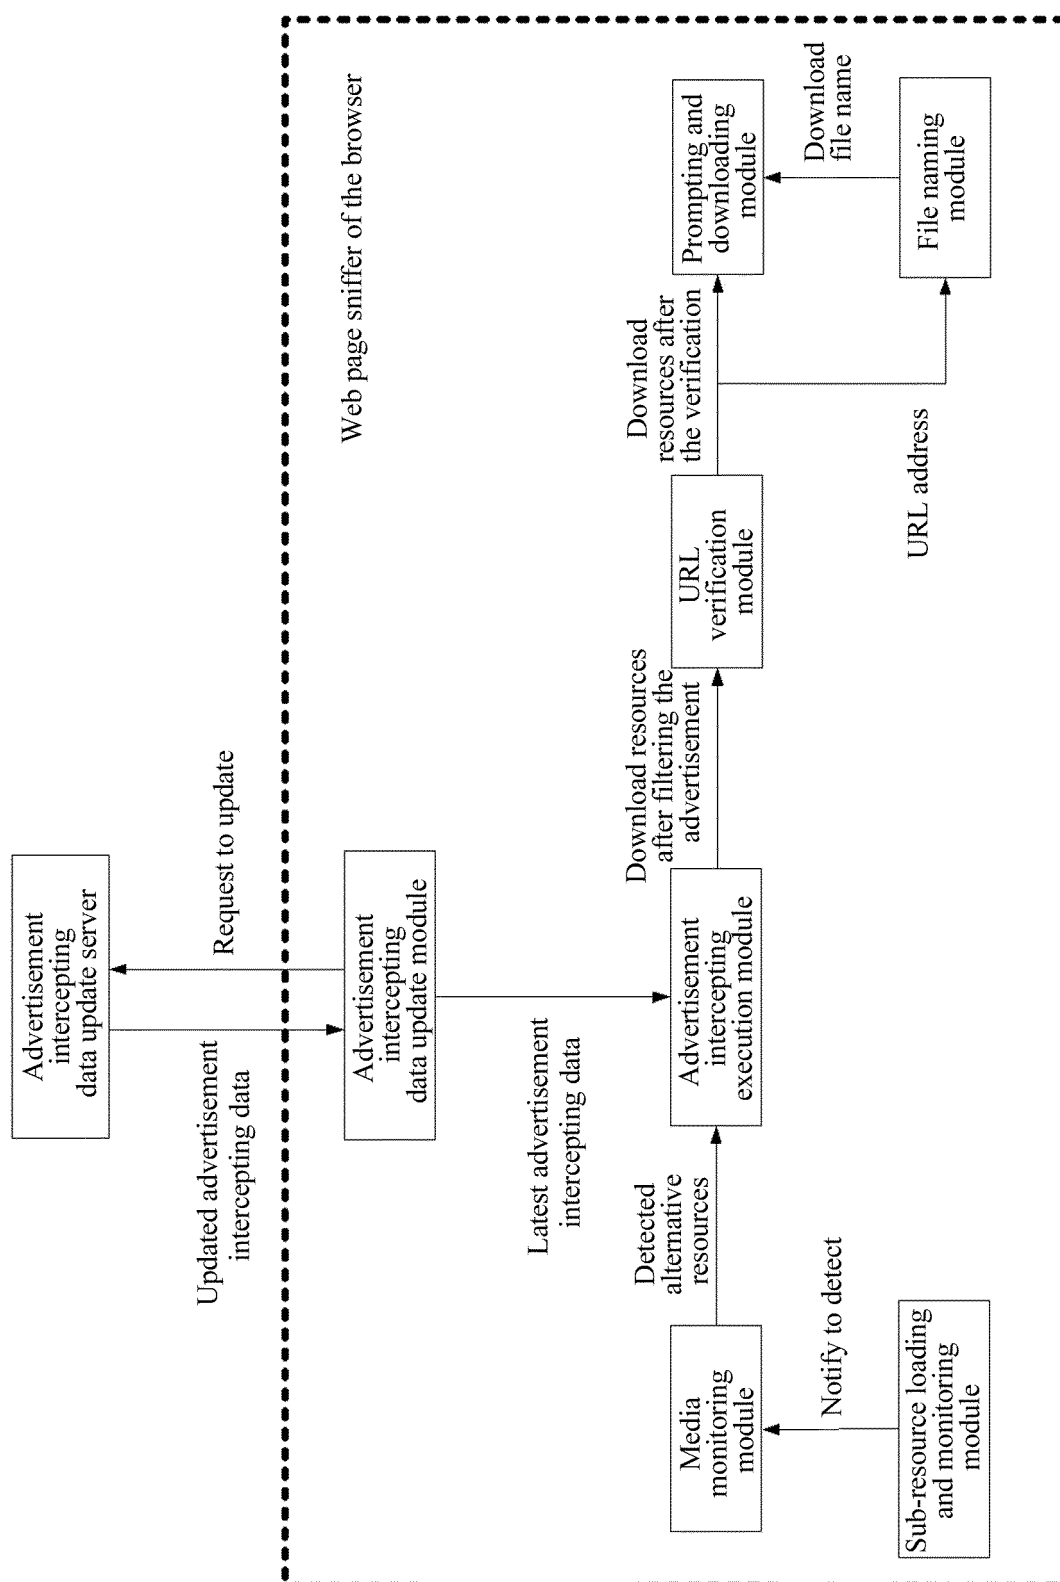 Advertisement
intercepting
data update server
Updated advertisement
intercepting data
Request to update
Web page sniffer of the browser
Advertisement
intercepting
data update module
Latest advertisement
intercepting data
Media
monitoring
module
Detected
alternative
resources
Advertisement
intercepting
execution module
Download resources
after filtering the
advertisement
URL
verification
module
Download
resources after
the verification
Prompting and
downloading
module
Notify to detect
URL address
Download
file name
Sub-resource loading
and monitoring
module
File naming
module